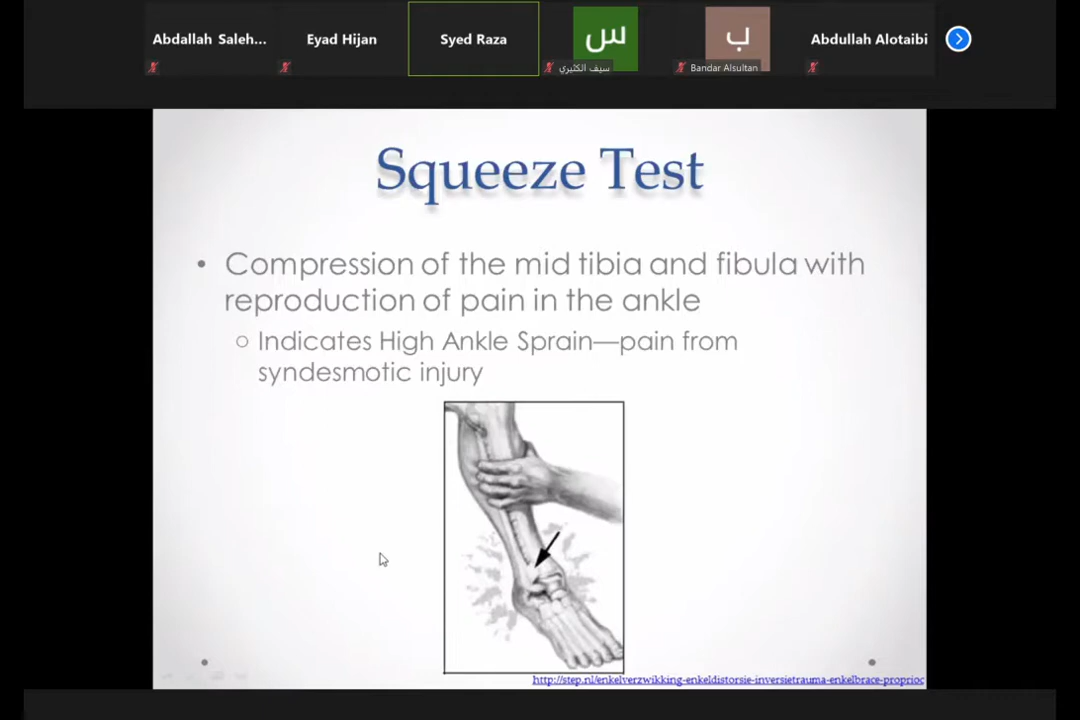 Abdallah Saleh...
Eyad Hijan
Syed Raza
س
سيف الكثيري
ب
Bandar Alsultan
Abdullah Alotaibi
Squeeze Test
• Compression of the mid tibia and fibula with
reproduction of pain in the ankle
○ Indicates High Ankle Sprain—pain from
syndesmotic injury
http://step.nl/enkelverzwikking-enkeldistorsie-inversietrauma-enkelbrace-proprioc